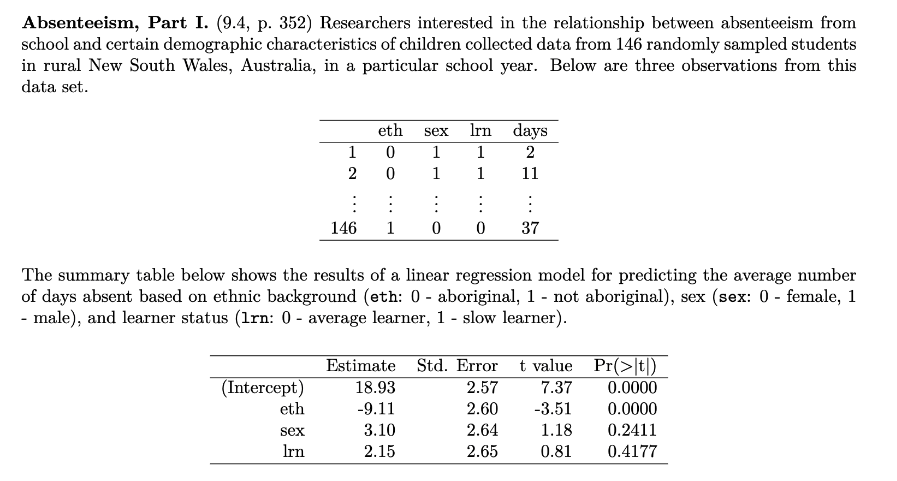 Absenteeism, Part I. (9.4, p. 352) Researchers interested in the relationship between absenteeism from
school and certain demographic characteristics of children collected data from 146 randomly sampled students
in rural New South Wales, Australia, in a particular school year. Below are three observations from this
data set.
eth sex lrn days
1 0 1 1 2
2 0 1 1 11
⋮ ⋮ ⋮ ⋮ ⋮
146 1 0 0 37
The summary table below shows the results of a linear regression model for predicting the average number
of days absent based on ethnic background (eth: 0 - aboriginal, 1 - not aboriginal), sex (sex: 0 - female, 1
- male), and learner status (lrn: 0 - average learner, 1 - slow learner).
Estimate Std. Error t value Pr(>|t|)
(Intercept) 18.93 2.57 7.37 0.0000
eth -9.11 2.60 -3.51 0.0000
sex 3.10 2.64 1.18 0.2411
lrn 2.15 2.65 0.81 0.4177